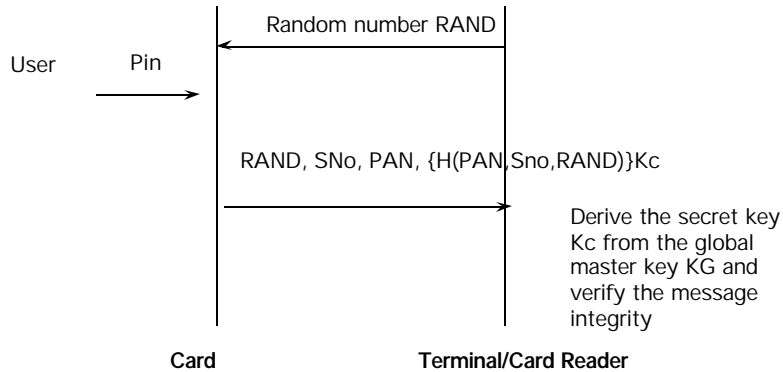 Random number RAND
User
Pin
RAND, SNo, PAN, {H(PAN,Sno,RAND)}Kc
Derive the secret key
Kc from the global
master key KG and
verify the message
integrity
Card
Terminal/Card Reader